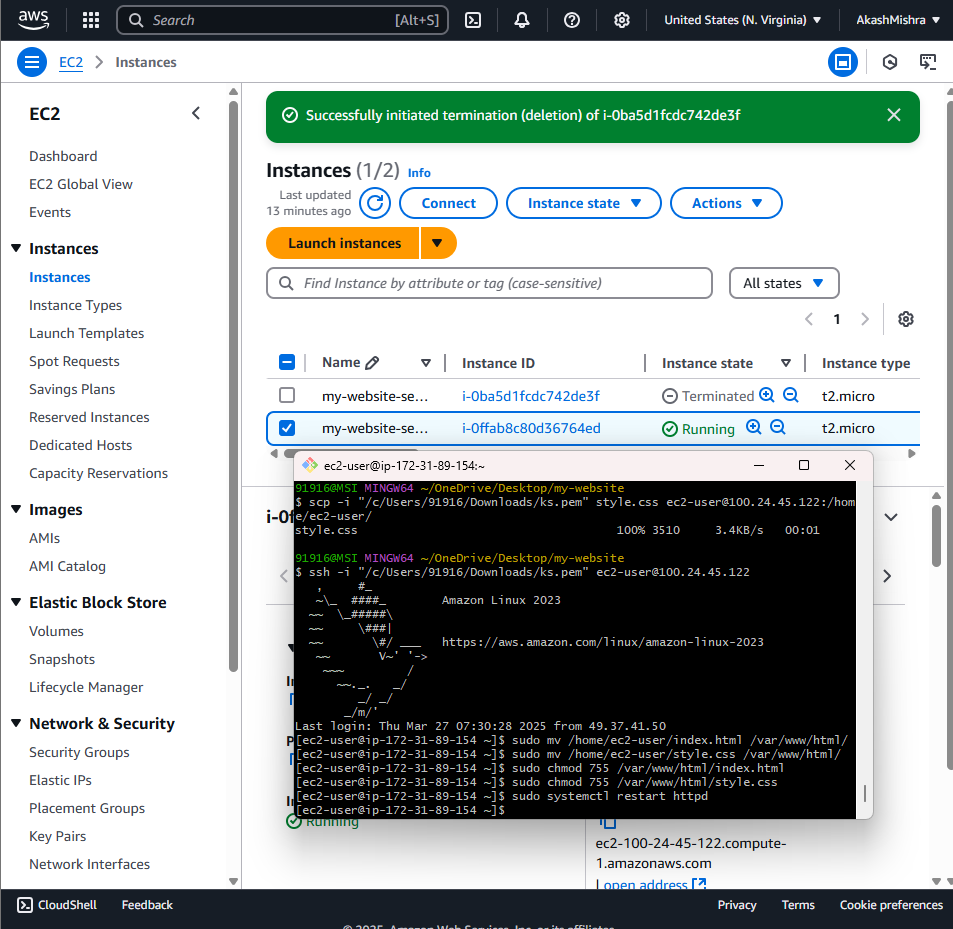 aws
Search [Alt+S]
United States (N. Virginia)
AkashMishra
EC2 > Instances
EC2
Dashboard
EC2 Global View
Events
Instances
Instances
Instance Types
Launch Templates
Spot Requests
Savings Plans
Reserved Instances
Dedicated Hosts
Capacity Reservations
Images
AMIs
AMI Catalog
Elastic Block Store
Volumes
Snapshots
Lifecycle Manager
Network & Security
Security Groups
Elastic IPs
Placement Groups
Key Pairs
Network Interfaces
Successfully initiated termination (deletion) of i-0ba5d1fcdc742de3f
Instances (1/2) Info
Last updated
13 minutes ago
Connect
Instance state
Actions
Launch instances
Find Instance by attribute or tag (case-sensitive)
All states
1
Name Instance ID Instance state Instance type
my-website-se... i-0ba5d1fcdc742de3f Terminated t2.micro
my-website-se... i-0ffab8c80d36764ed Running t2.micro
ec2-user@ip-172-31-89-154:~
91916@MSI MINGW64 ~/OneDrive/Desktop/my-website
$ scp -i "/c/Users/91916/Downloads/ks.pem" style.css ec2-user@100.24.45.122:/hom
e/ec2-user/
style.css 100% 3510 3.4KB/s 00:01
91916@MSI MINGW64 ~/OneDrive/Desktop/my-website
$ ssh -i "/c/Users/91916/Downloads/ks.pem" ec2-user@100.24.45.122
   ,     #_
   ~\_  ####_        Amazon Linux 2023
  ~~  \_#####\
  ~~     \###|
  ~~       \#/ ___   https://aws.amazon.com/linux/amazon-linux-2023
   ~~       V~' '->
    ~~~         /
      ~~._.   _/
         _/ _/
       _/m/'
Last login: Thu Mar 27 07:30:28 2025 from 49.37.41.50
[ec2-user@ip-172-31-89-154 ~]$ sudo mv /home/ec2-user/index.html /var/www/html/
[ec2-user@ip-172-31-89-154 ~]$ sudo mv /home/ec2-user/style.css /var/www/html/
[ec2-user@ip-172-31-89-154 ~]$ sudo chmod 755 /var/www/html/index.html
[ec2-user@ip-172-31-89-154 ~]$ sudo chmod 755 /var/www/html/style.css
[ec2-user@ip-172-31-89-154 ~]$ sudo systemctl restart httpd
[ec2-user@ip-172-31-89-154 ~]$
Running
ec2-100-24-45-122.compute-
1.amazonaws.com
| open address
CloudShell
Feedback
Privacy
Terms
Cookie preferences
© 2025, Amazon Web Services, Inc. or its affiliates.